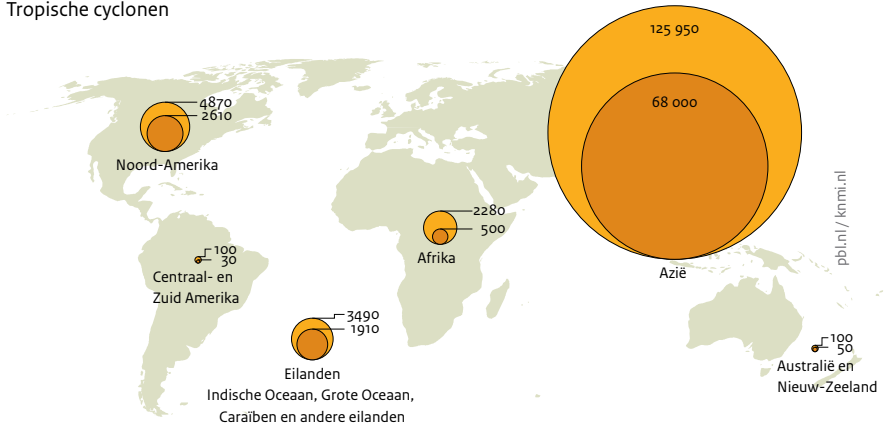 Tropische cyclonen
125 950
68 000
4870
2610
Noord-Amerika
2280
500
Afrika
100
30
Centraal- en
Zuid Amerika
Azië
3490
1910
Eilanden
Indische Oceaan, Grote Oceaan,
Caraïben en andere eilanden
100
50
Australië en
Nieuw-Zeeland
pbl.nl / knmi.nl